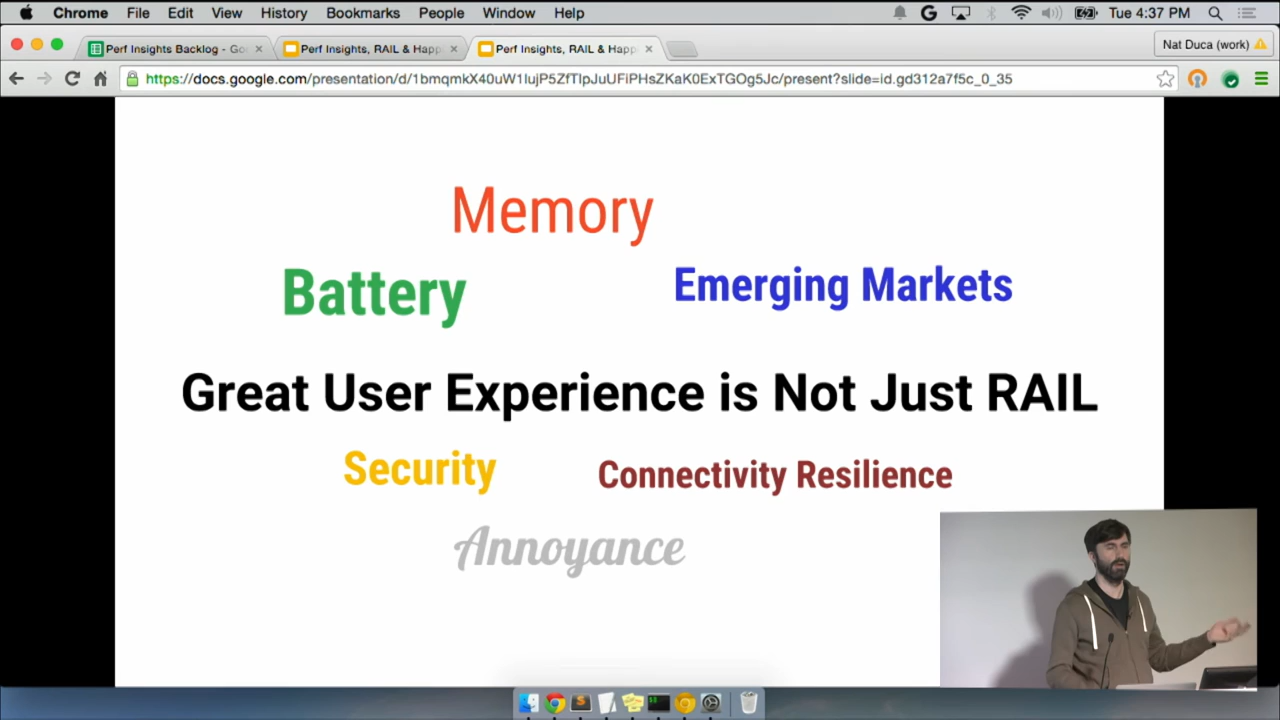 Chrome File Edit View History Bookmarks People Window Help Tue 4:37 PM
Perf Insights Backlog - Goo
Perf Insights, RAIL & Happ
Perf Insights, RAIL & Happ
Nat Duca (work)
https://docs.google.com/presentation/d/1bmqmkX40uW1lujP5ZfTlpJuUFiPHsZKaK0ExTGOg5Jc/present?slide=id.gd312a7f5c_0_35
Memory
Battery
Emerging Markets
Great User Experience is Not Just RAIL
Security
Connectivity Resilience
Annoyance